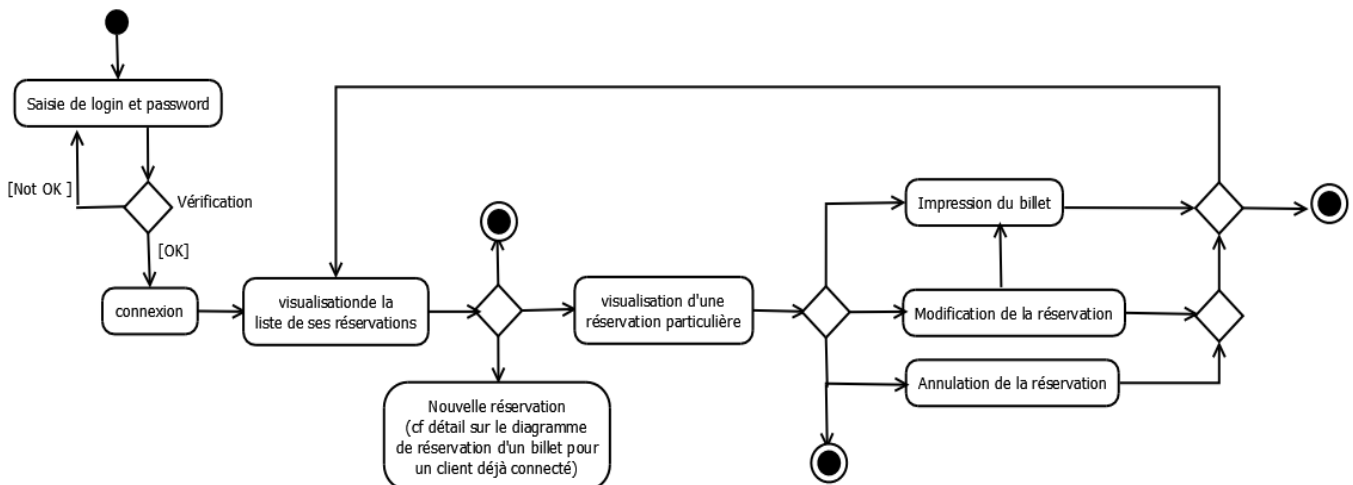 Saisie de login et password
[Not OK ]
Vérification
[OK]
connexion
visualisationde la
liste de ses réservations
visualisation d'une
réservation particulière
Nouvelle réservation
(cf détail sur le diagramme
de réservation d'un billet pour
un client déjà connecté)
Impression du billet
Modification de la réservation
Annulation de la réservation